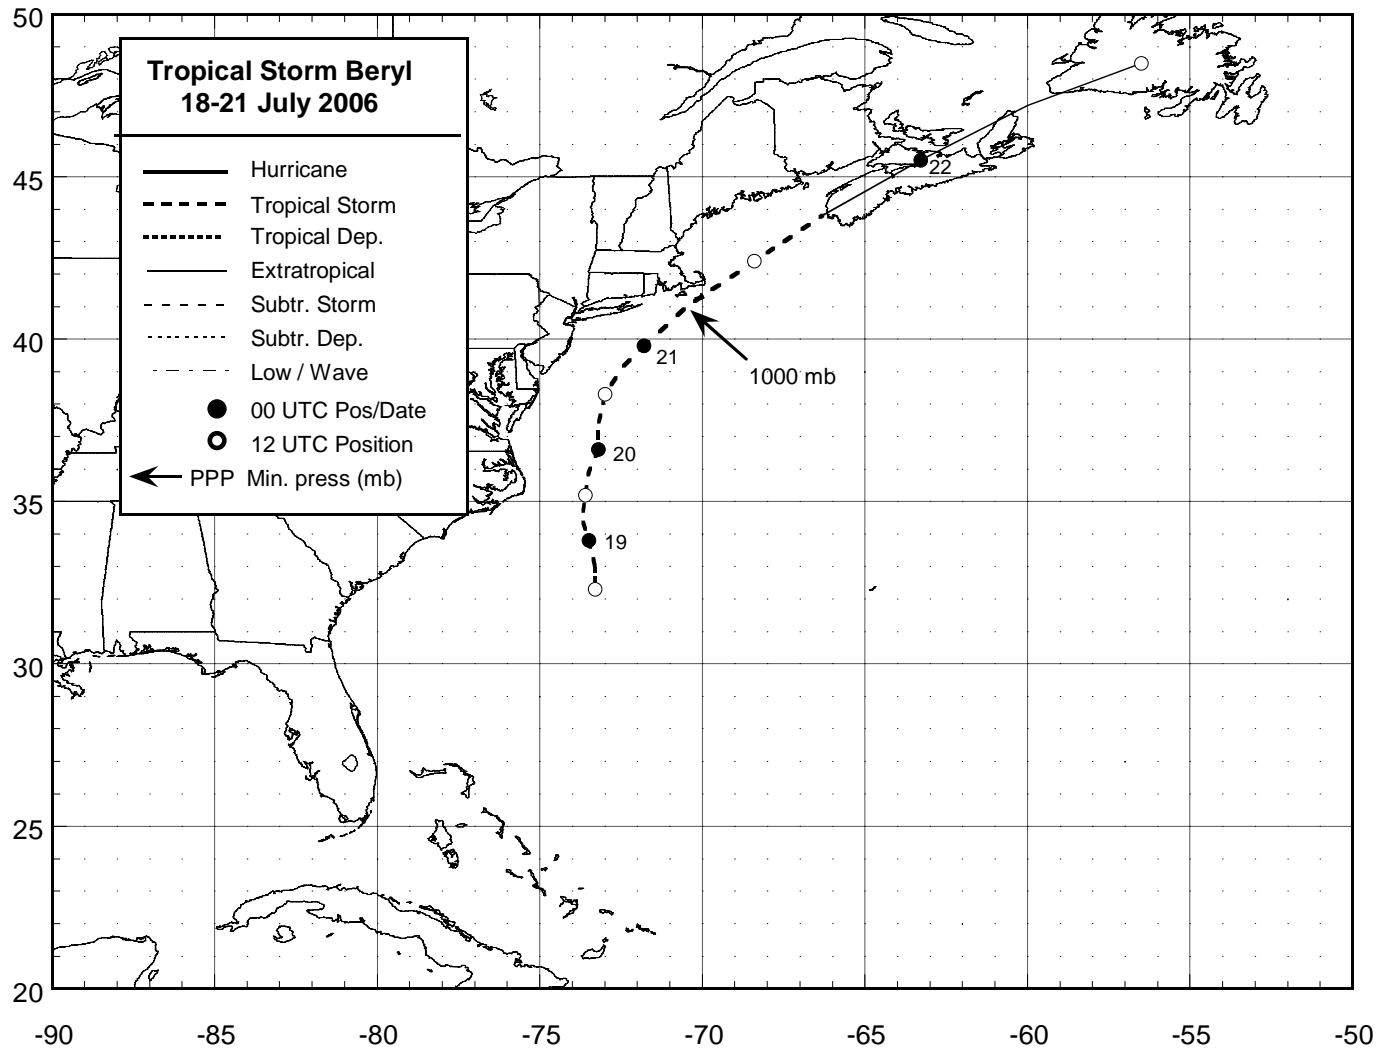 Tropical Storm Beryl
18-21 July 2006
Hurricane
Tropical Storm
Tropical Dep.
Extratropical
Subtr. Storm
Subtr. Dep.
Low / Wave
00 UTC Pos/Date
12 UTC Position
PPP Min. press (mb)
50
45
40
35
30
25
20
22
21
1000 mb
20
19
-90
-85
-80
-75
-70
-65
-60
-55
-50